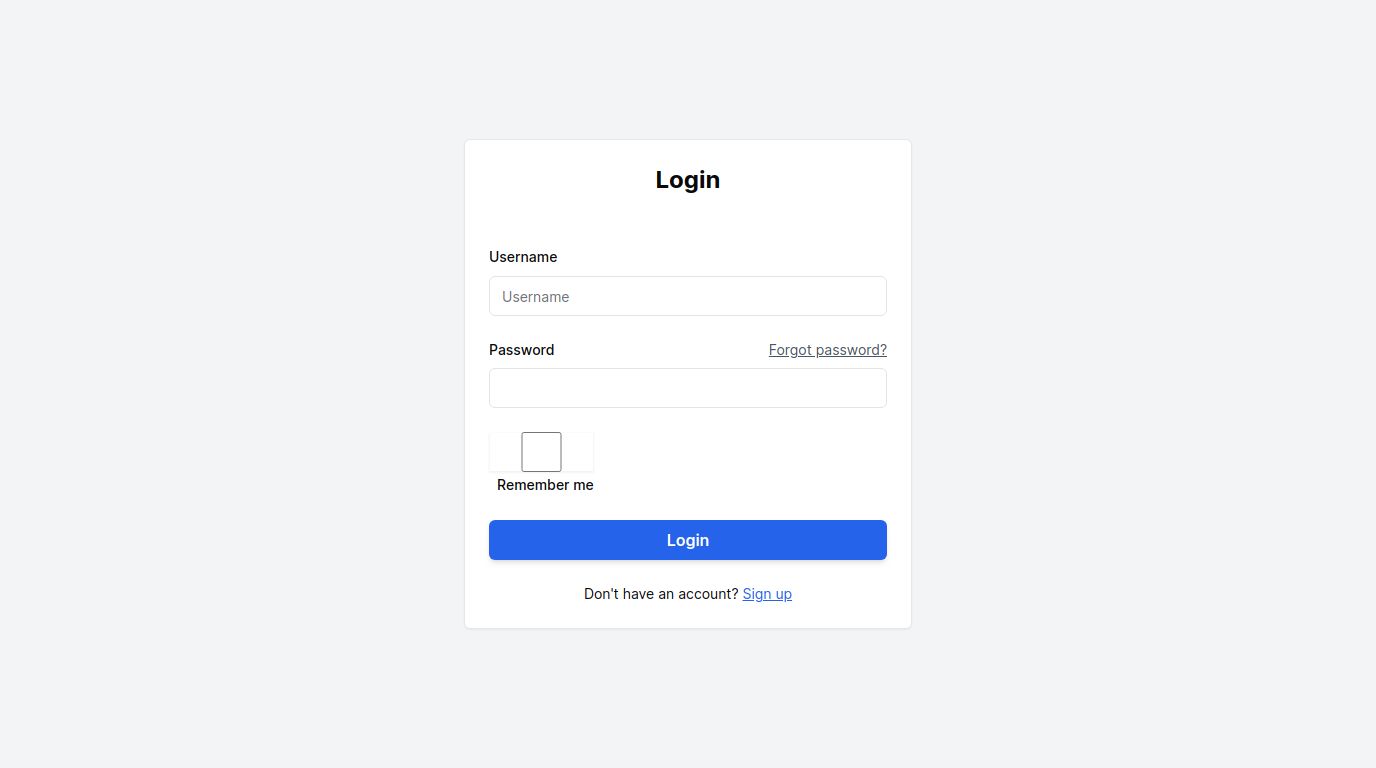 Login
Username
Username
Password Forgot password?
Remember me
Login
Don't have an account? Sign up